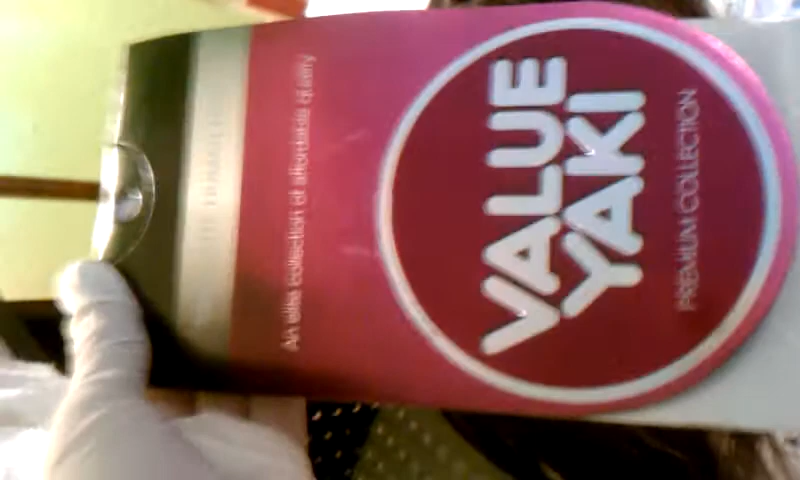 VALUE
YAKI
PREMIUM COLLECTION
An elite collection of affordable quality